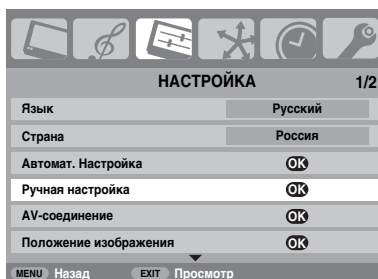 НАСТРОЙКА 1/2
Язык Русский
Страна Россия
Автомат. Настройка OK
Ручная настройка OK
AV-соединение OK
Положение изображения OK
MENU Назад EXIT Просмотр